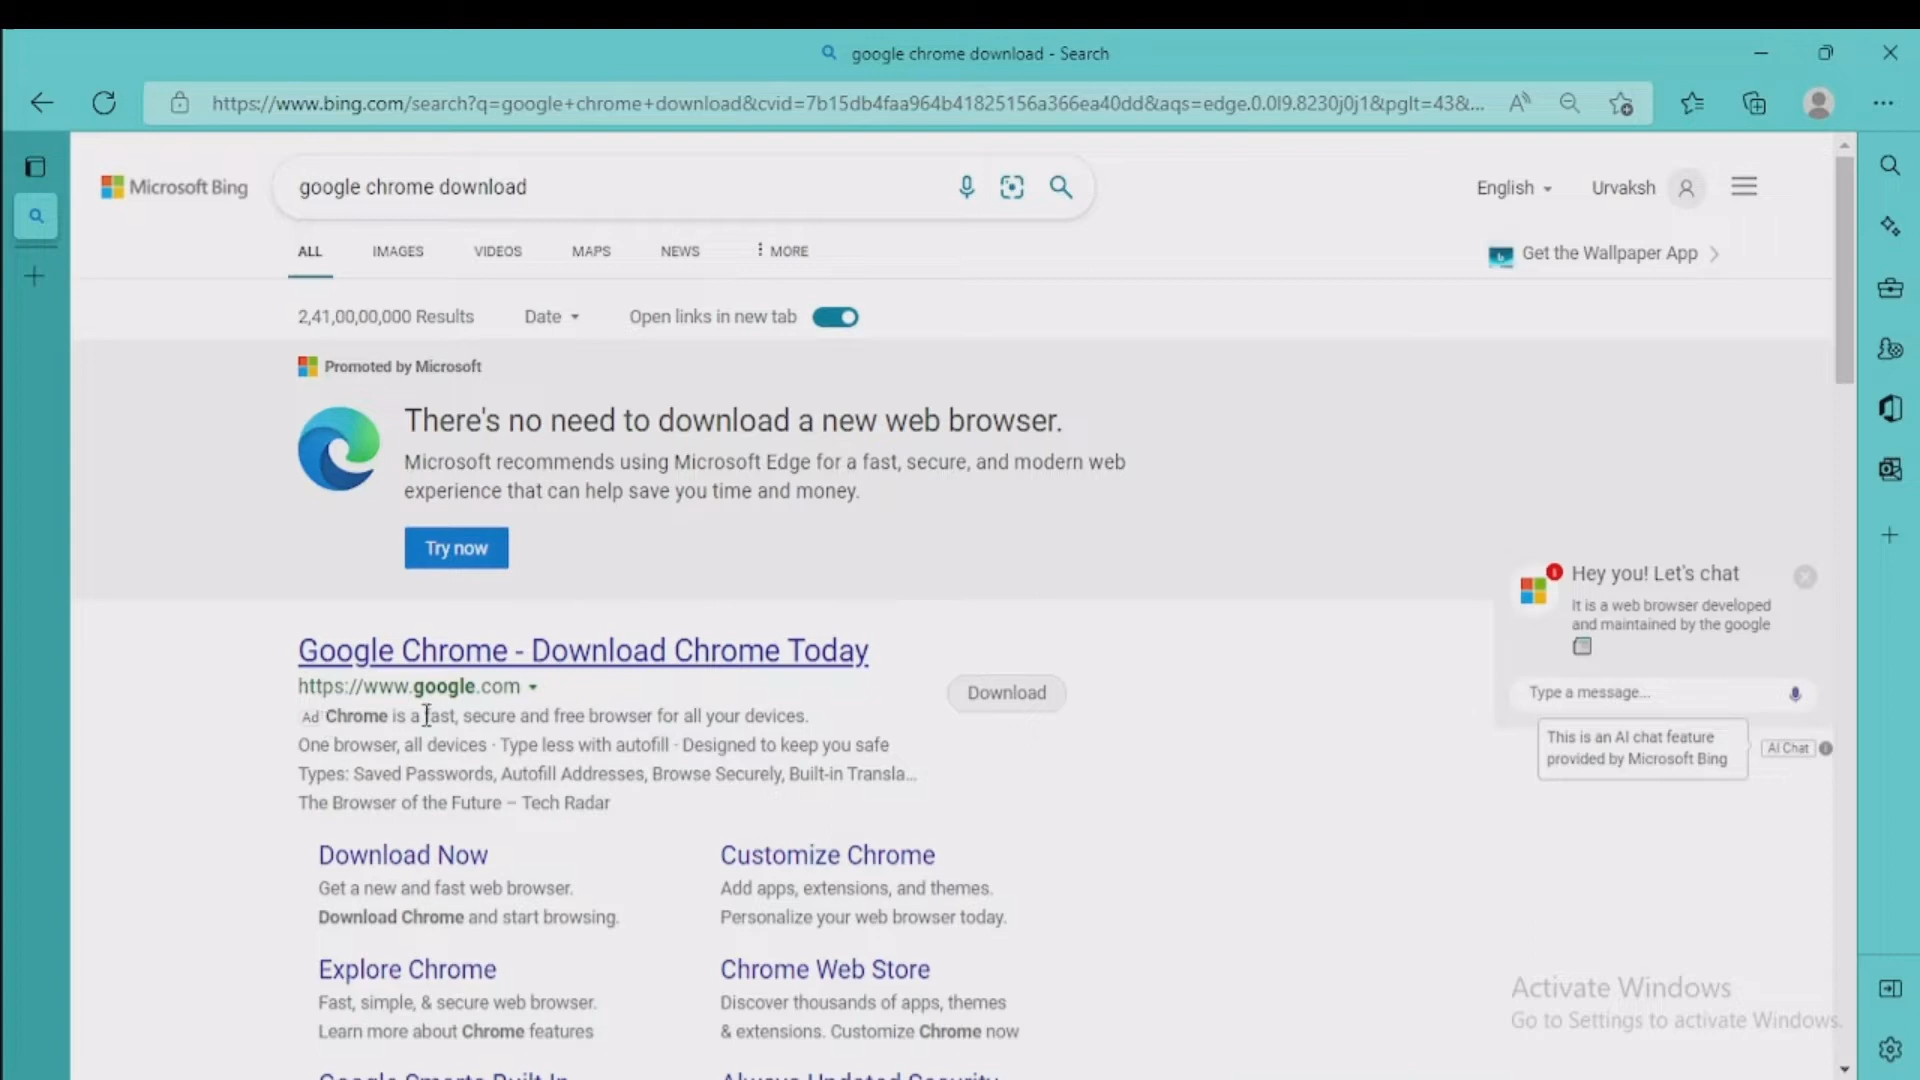 google chrome download - Search
https://www.bing.com/search?q=google+chrome+download&cvid=7b15db4faa964b41825156a366ea40dd&aqs=edge.0.0l9.8230j0j1&pglt=43&...
Microsoft Bing
google chrome download
English
Urvaksh
ALL IMAGES VIDEOS MAPS NEWS MORE
Get the Wallpaper App
2,41,00,00,000 Results Date Open links in new tab
Promoted by Microsoft
There's no need to download a new web browser.
Microsoft recommends using Microsoft Edge for a fast, secure, and modern web
experience that can help save you time and money.
Try now
Hey you! Let's chat
It is a web browser developed
and maintained by the google
Type a message...
This is an AI chat feature
provided by Microsoft Bing
AI Chat
Google Chrome - Download Chrome Today
https://www.google.com
Download
Ad Chrome is a fast, secure and free browser for all your devices.
One browser, all devices · Type less with autofill · Designed to keep you safe
Types: Saved Passwords, Autofill Addresses, Browse Securely, Built-in Transla...
The Browser of the Future – Tech Radar
Download Now
Get a new and fast web browser.
Download Chrome and start browsing.
Customize Chrome
Add apps, extensions, and themes.
Personalize your web browser today.
Explore Chrome
Fast, simple, & secure web browser.
Learn more about Chrome features
Chrome Web Store
Discover thousands of apps, themes
& extensions. Customize Chrome now
Activate Windows
Go to Settings to activate Windows.
Google Smarts Built In
Always Updated Security